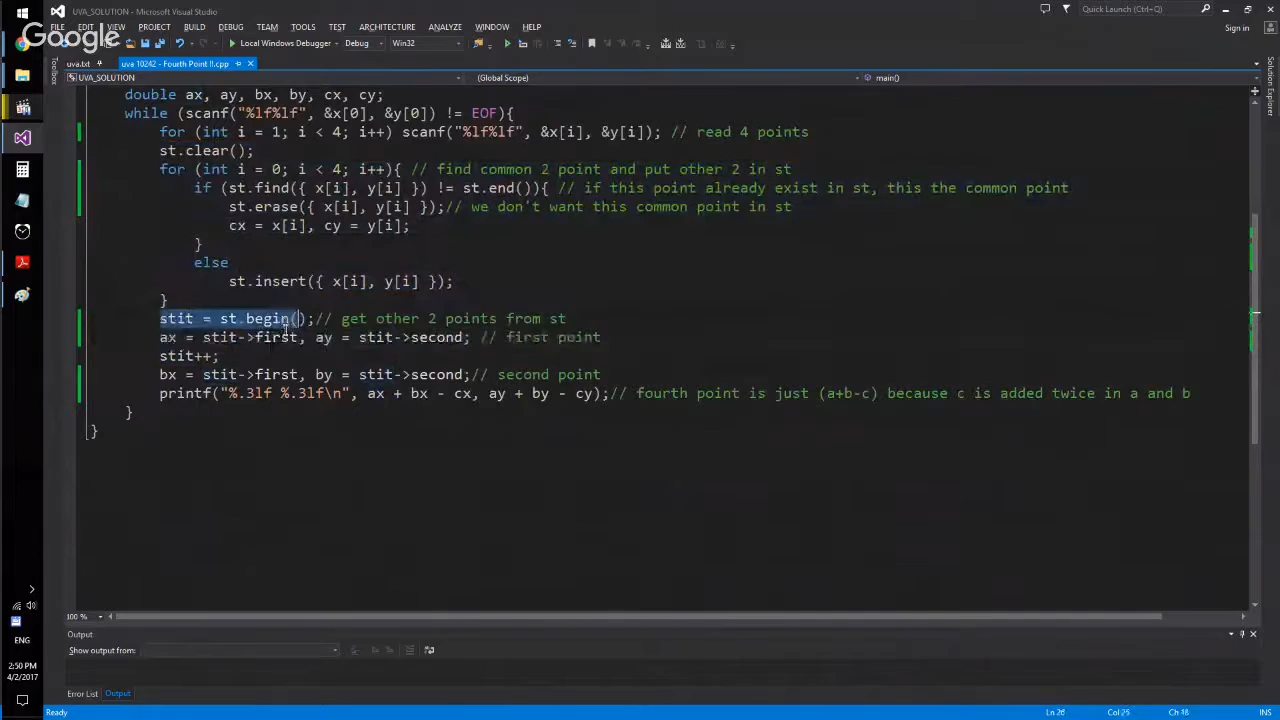 UVA_SOLUTION - Microsoft Visual Studio
Quick Launch (Ctrl+Q)
FILE EDIT VIEW PROJECT BUILD DEBUG TEAM TOOLS TEST ARCHITECTURE ANALYZE WINDOW HELP
Sign in
Google
Local Windows Debugger Debug Win32
uva.txt uva 10242 - Fourth Point !!.cpp
UVA_SOLUTION (Global Scope) main()
Toolbox
Solution Explorer
double ax, ay, bx, by, cx, cy;
while (scanf("%lf%lf", &x[0], &y[0]) != EOF){
for (int i = 1; i < 4; i++) scanf("%lf%lf", &x[i], &y[i]); // read 4 points
st.clear();
for (int i = 0; i < 4; i++){ // find common 2 point and put other 2 in st
if (st.find({ x[i], y[i] }) != st.end()){ // if this point already exist in st, this the common point
st.erase({ x[i], y[i] });// we don't want this common point in st
cx = x[i], cy = y[i];
}
else
st.insert({ x[i], y[i] });
}
stit = st.begin();// get other 2 points from st
ax = stit->first, ay = stit->second; // first point
stit++;
bx = stit->first, by = stit->second;// second point
printf("%.3lf %.3lf\n", ax + bx - cx, ay + by - cy);// fourth point is just (a+b-c) because c is added twice in a and b
}
}
100 %
Output
Show output from:
ENG
2:50 PM
4/2/2017
Error List Output
Ready Ln 26 Col 25 Ch 48 INS